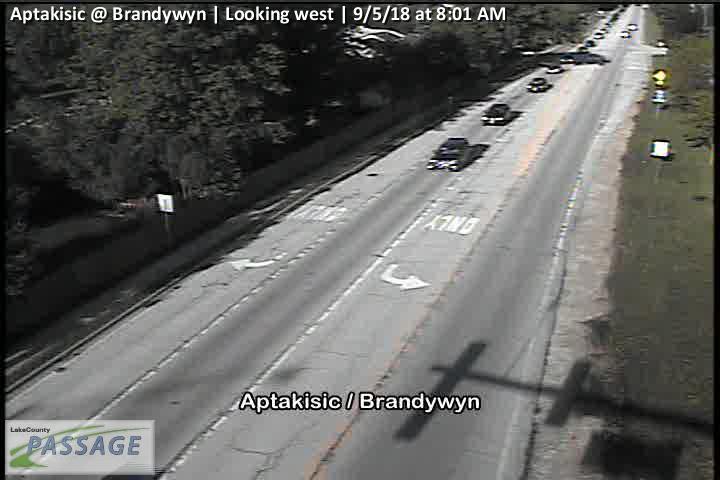 Aptakisic @ Brandywyn | Looking west | 9/5/18 at 8:01 AM
ONLY
ONLY
Aptakisic / Brandywyn
LakeCounty
PASSAGE